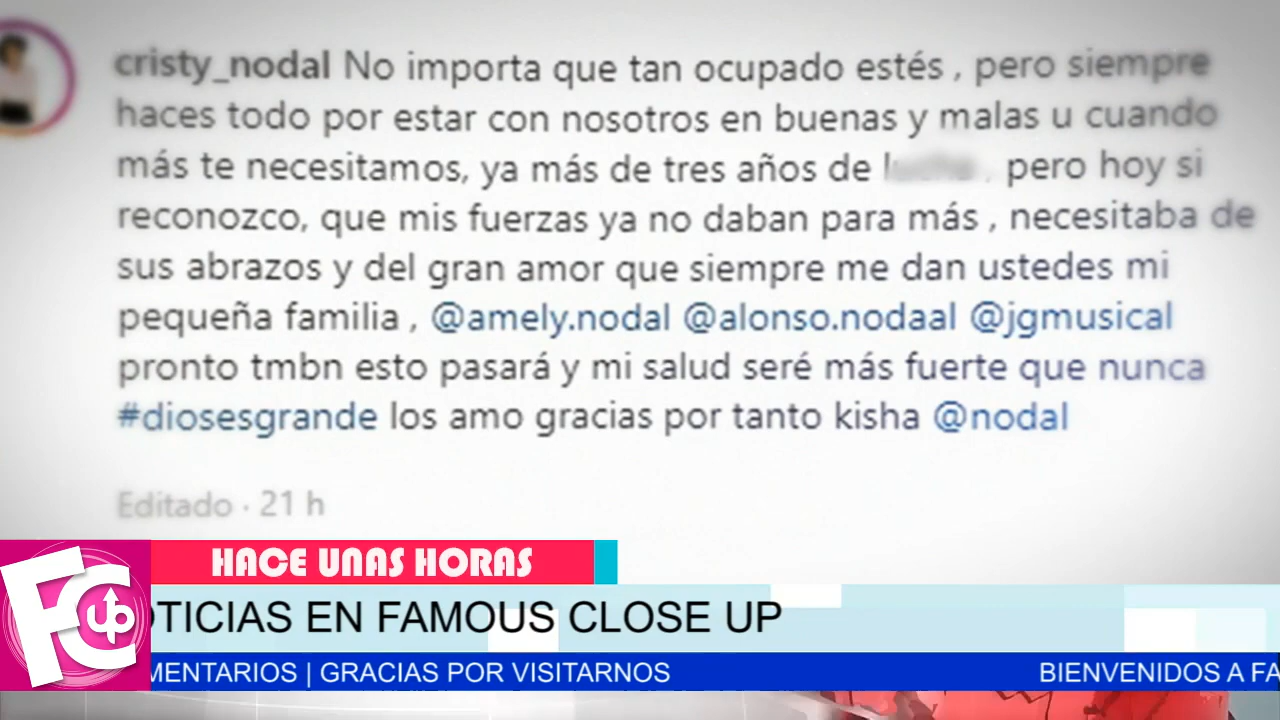 cristy_nodal No importa que tan ocupado estés , pero siempre
haces todo por estar con nosotros en buenas y malas u cuando
más te necesitamos, ya más de tres años de , pero hoy si
reconozco, que mis fuerzas ya no daban para más , necesitaba de
sus abrazos y del gran amor que siempre me dan ustedes mi
pequeña familia , @amely.nodal @alonso.nodaal @jgmusical
pronto tmbn esto pasará y mi salud seré más fuerte que nunca
#diosesgrande los amo gracias por tanto kisha @nodal
Editado · 21 h
HACE UNAS HORAS
FC up
OTICIAS EN FAMOUS CLOSE UP
MENTARIOS | GRACIAS POR VISITARNOS
BIENVENIDOS A FA